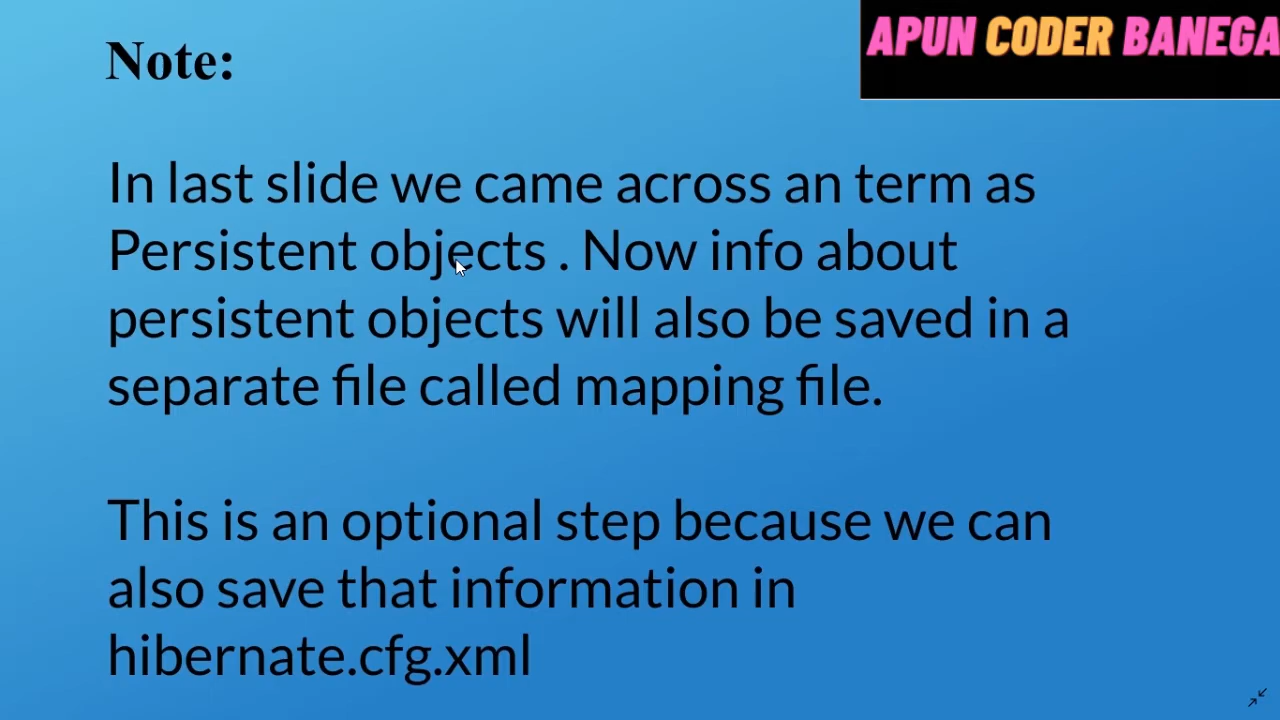 Note:
APUN CODER BANEGA
In last slide we came across an term as
Persistent objects . Now info about
persistent objects will also be saved in a
separate file called mapping file.
This is an optional step because we can
also save that information in
hibernate.cfg.xml